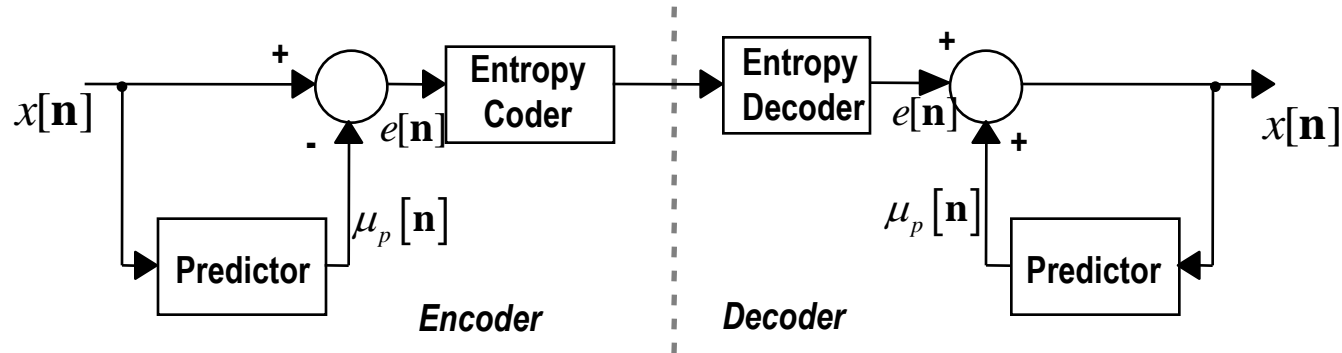 +
x[n]
-
e[n]
Entropy
Coder
μₚ[n]
Predictor
Encoder
Entropy
Decoder
e[n]
+
+
x[n]
μₚ[n]
Predictor
Decoder